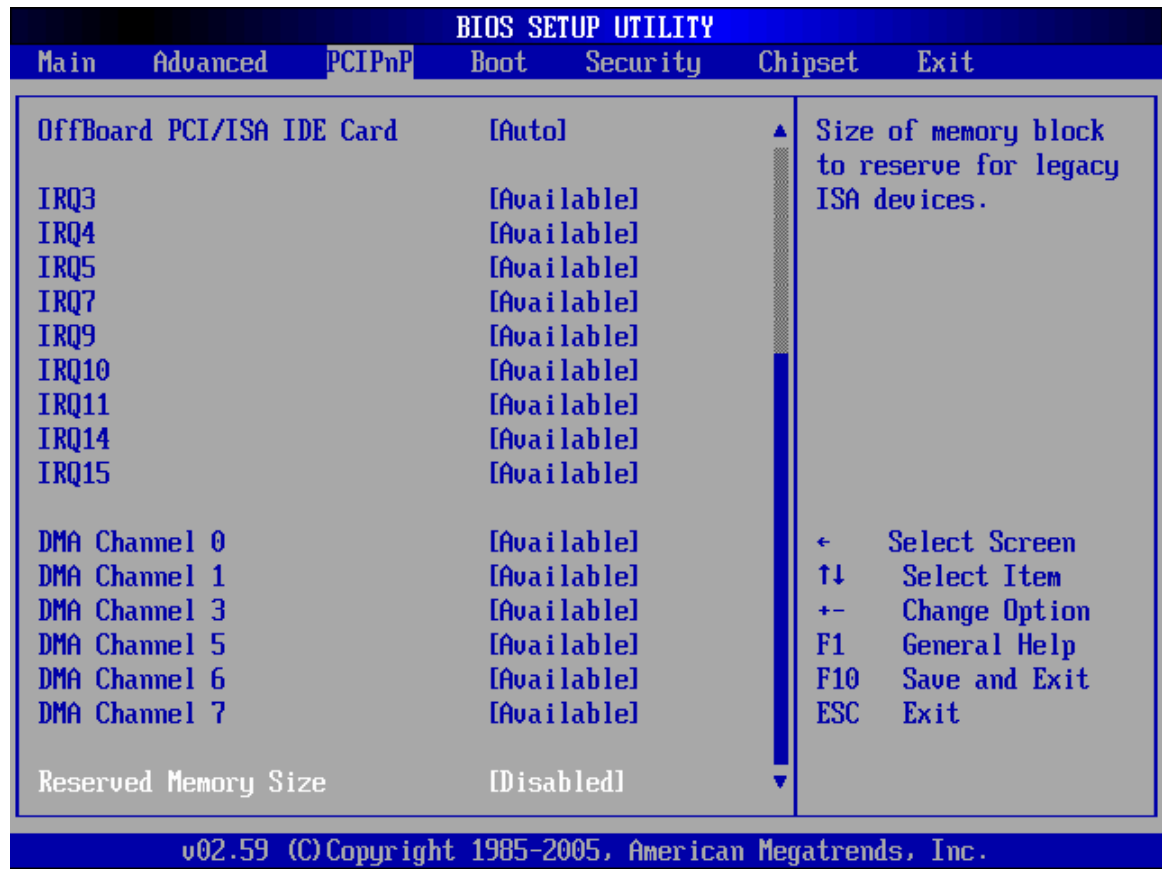 BIOS SETUP UTILITY
Main Advanced PCIPnP Boot Security Chipset Exit
OffBoard PCI/ISA IDE Card [Auto]
IRQ3 [Available]
IRQ4 [Available]
IRQ5 [Available]
IRQ7 [Available]
IRQ9 [Available]
IRQ10 [Available]
IRQ11 [Available]
IRQ14 [Available]
IRQ15 [Available]
DMA Channel 0 [Available]
DMA Channel 1 [Available]
DMA Channel 3 [Available]
DMA Channel 5 [Available]
DMA Channel 6 [Available]
DMA Channel 7 [Available]
Reserved Memory Size [Disabled]
Size of memory block
to reserve for legacy
ISA devices.
← Select Screen
↑↓ Select Item
+- Change Option
F1 General Help
F10 Save and Exit
ESC Exit
v02.59 (C)Copyright 1985-2005, American Megatrends, Inc.